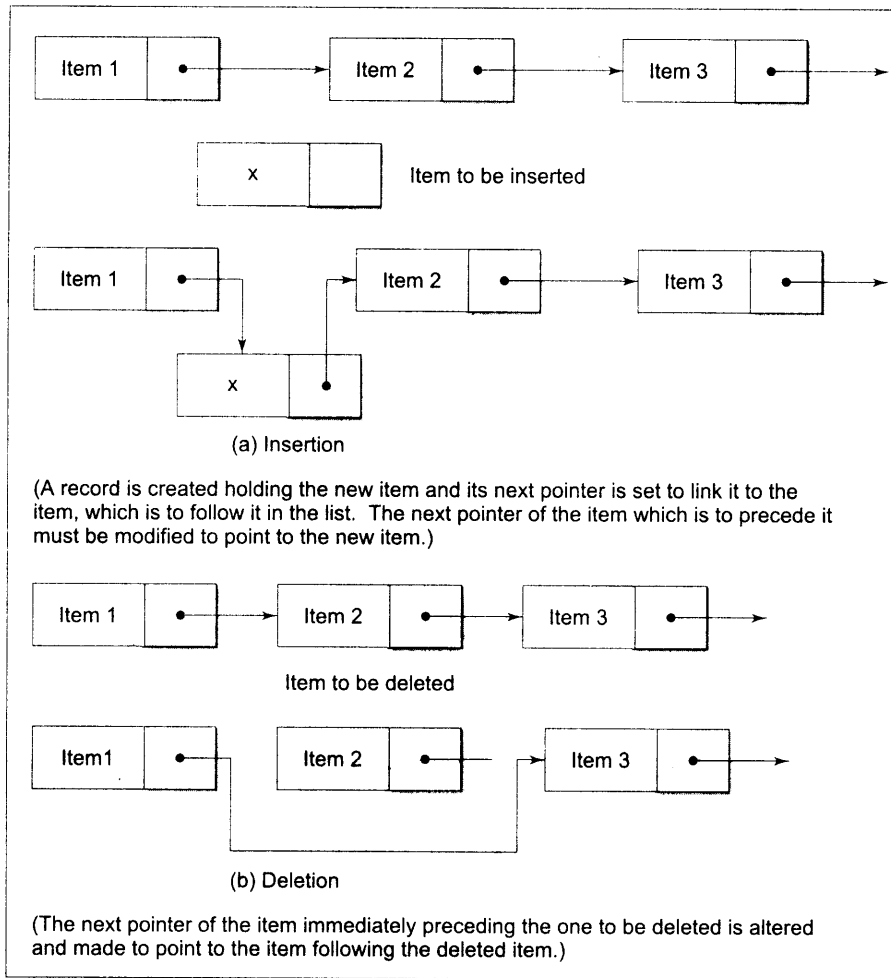 Item 1 Item 2 Item 3
x Item to be inserted
Item 1 Item 2 Item 3
x
(a) Insertion
(A record is created holding the new item and its next pointer is set to link it to the
item, which is to follow it in the list. The next pointer of the item which is to precede it
must be modified to point to the new item.)
Item 1 Item 2 Item 3
Item to be deleted
Item1 Item 2 Item 3
(b) Deletion
(The next pointer of the item immediately preceding the one to be deleted is altered
and made to point to the item following the deleted item.)